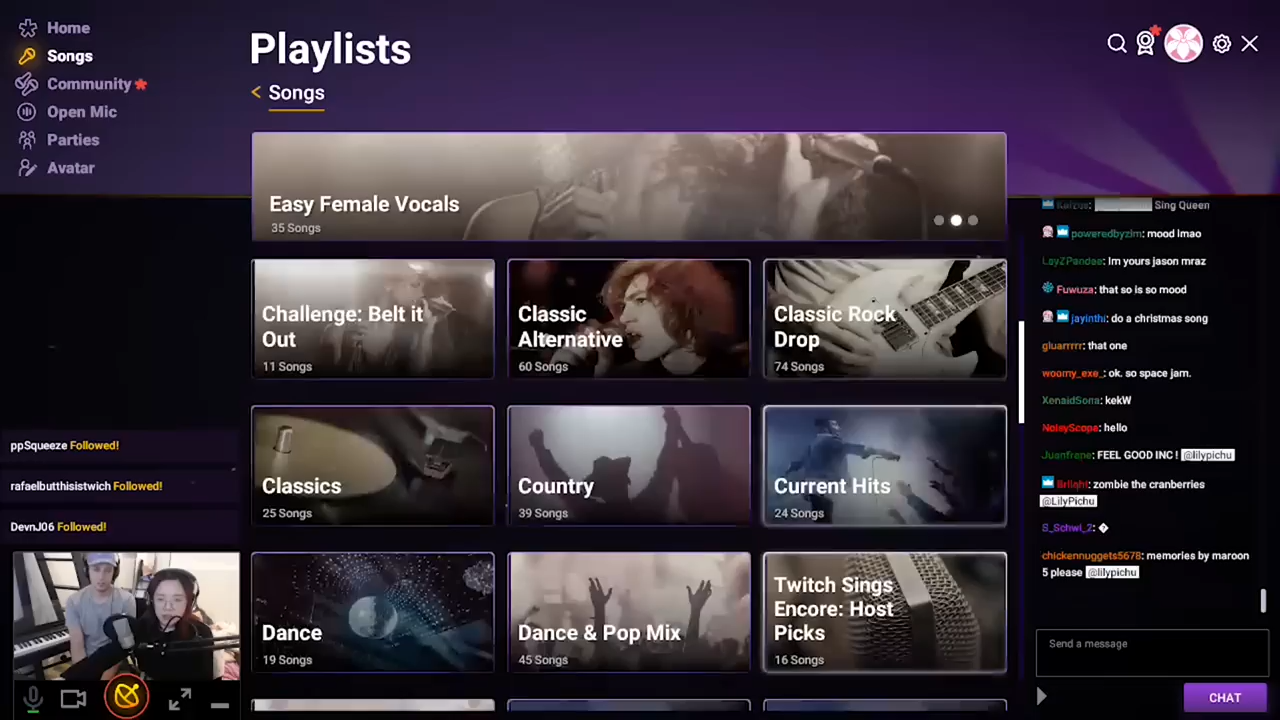 Home
Songs
Community
Open Mic
Parties
Avatar
Playlists
< Songs
Easy Female Vocals
35 Songs
Challenge: Belt it
Out
11 Songs
Classic
Alternative
60 Songs
Classic Rock
Drop
74 Songs
Classics
25 Songs
Country
39 Songs
Current Hits
24 Songs
Dance
19 Songs
Dance & Pop Mix
45 Songs
Twitch Sings
Encore: Host
Picks
16 Songs
ppSqueeze Followed!
rafaelbutthisistwich Followed!
DevnJ06 Followed!
Sing Queen
poweredbyzim: mood lmao
LayZPandee: Im yours jason mraz
Fuwuza: that so is so mood
jayinthi: do a christmas song
gluarrrrr: that one
woomy_exe_: ok. so space jam.
XenaidSona: kekW
NoisyScope: hello
Juanfrane: FEEL GOOD INC ! @lilypichu
zombie the cranberries
@LilyPichu
S_Schwi_2:
chickennuggets5678: memories by maroon
5 please @lilypichu
Send a message
CHAT